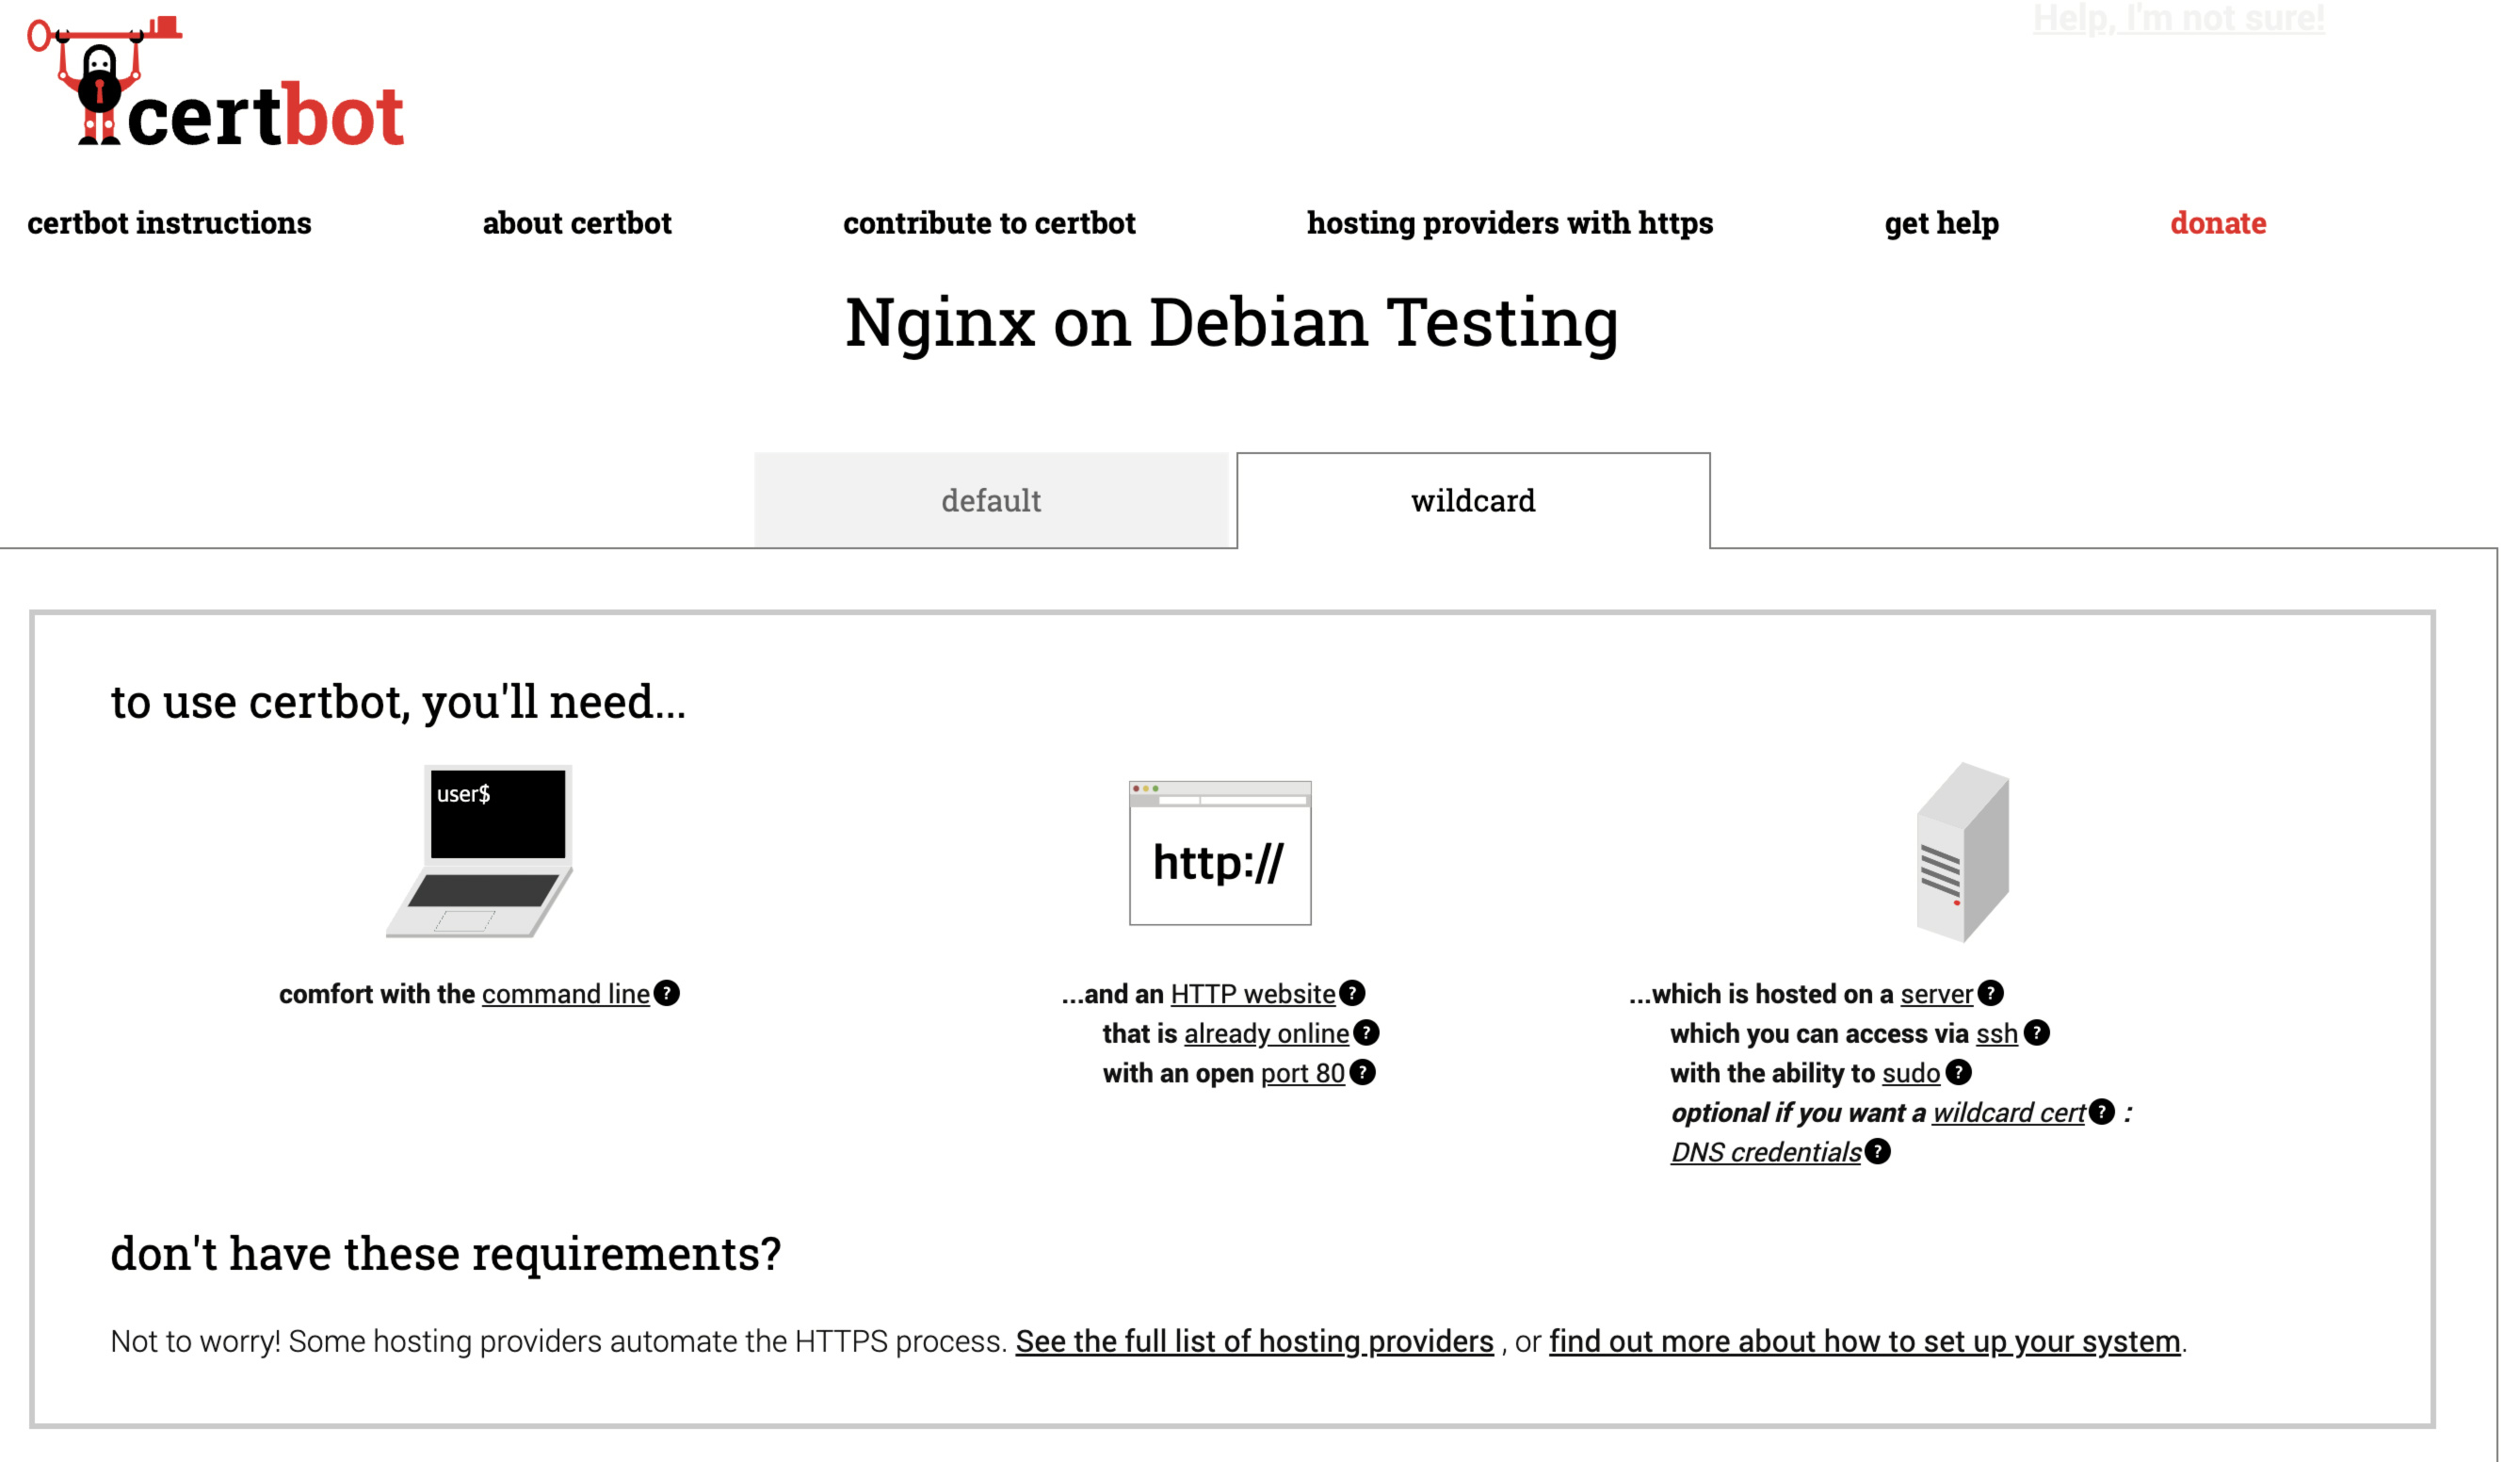 Help, I'm not sure!
certbot
certbot instructions about certbot contribute to certbot hosting providers with https get help donate
Nginx on Debian Testing
default wildcard
to use certbot, you'll need...
user$
http://
comfort with the command line ?
...and an HTTP website ?
that is already online ?
with an open port 80 ?
...which is hosted on a server ?
which you can access via ssh ?
with the ability to sudo ?
optional if you want a wildcard cert ? :
DNS credentials ?
don't have these requirements?
Not to worry! Some hosting providers automate the HTTPS process. See the full list of hosting providers , or find out more about how to set up your system.